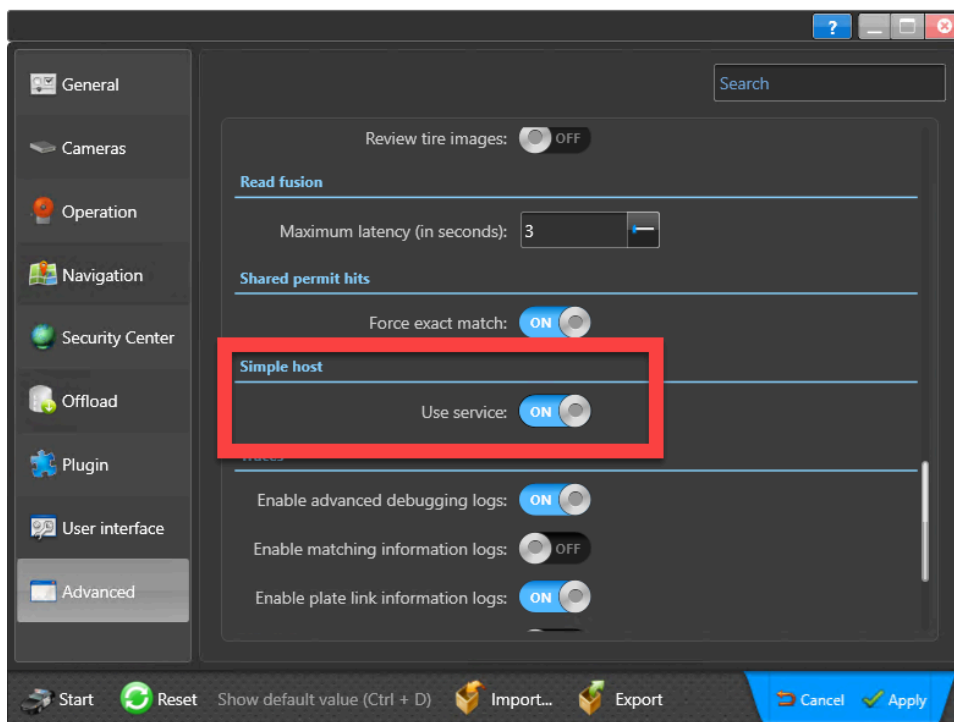 ?
General
Cameras
Operation
Navigation
Security Center
Offload
Plugin
User interface
Advanced
Search
Review tire images: OFF
Read fusion
Maximum latency (in seconds): 3
Shared permit hits
Force exact match: ON
Simple host
Use service: ON
Enable advanced debugging logs: ON
Enable matching information logs: OFF
Enable plate link information logs: ON
Start Reset Show default value (Ctrl + D) Import... Export Cancel Apply